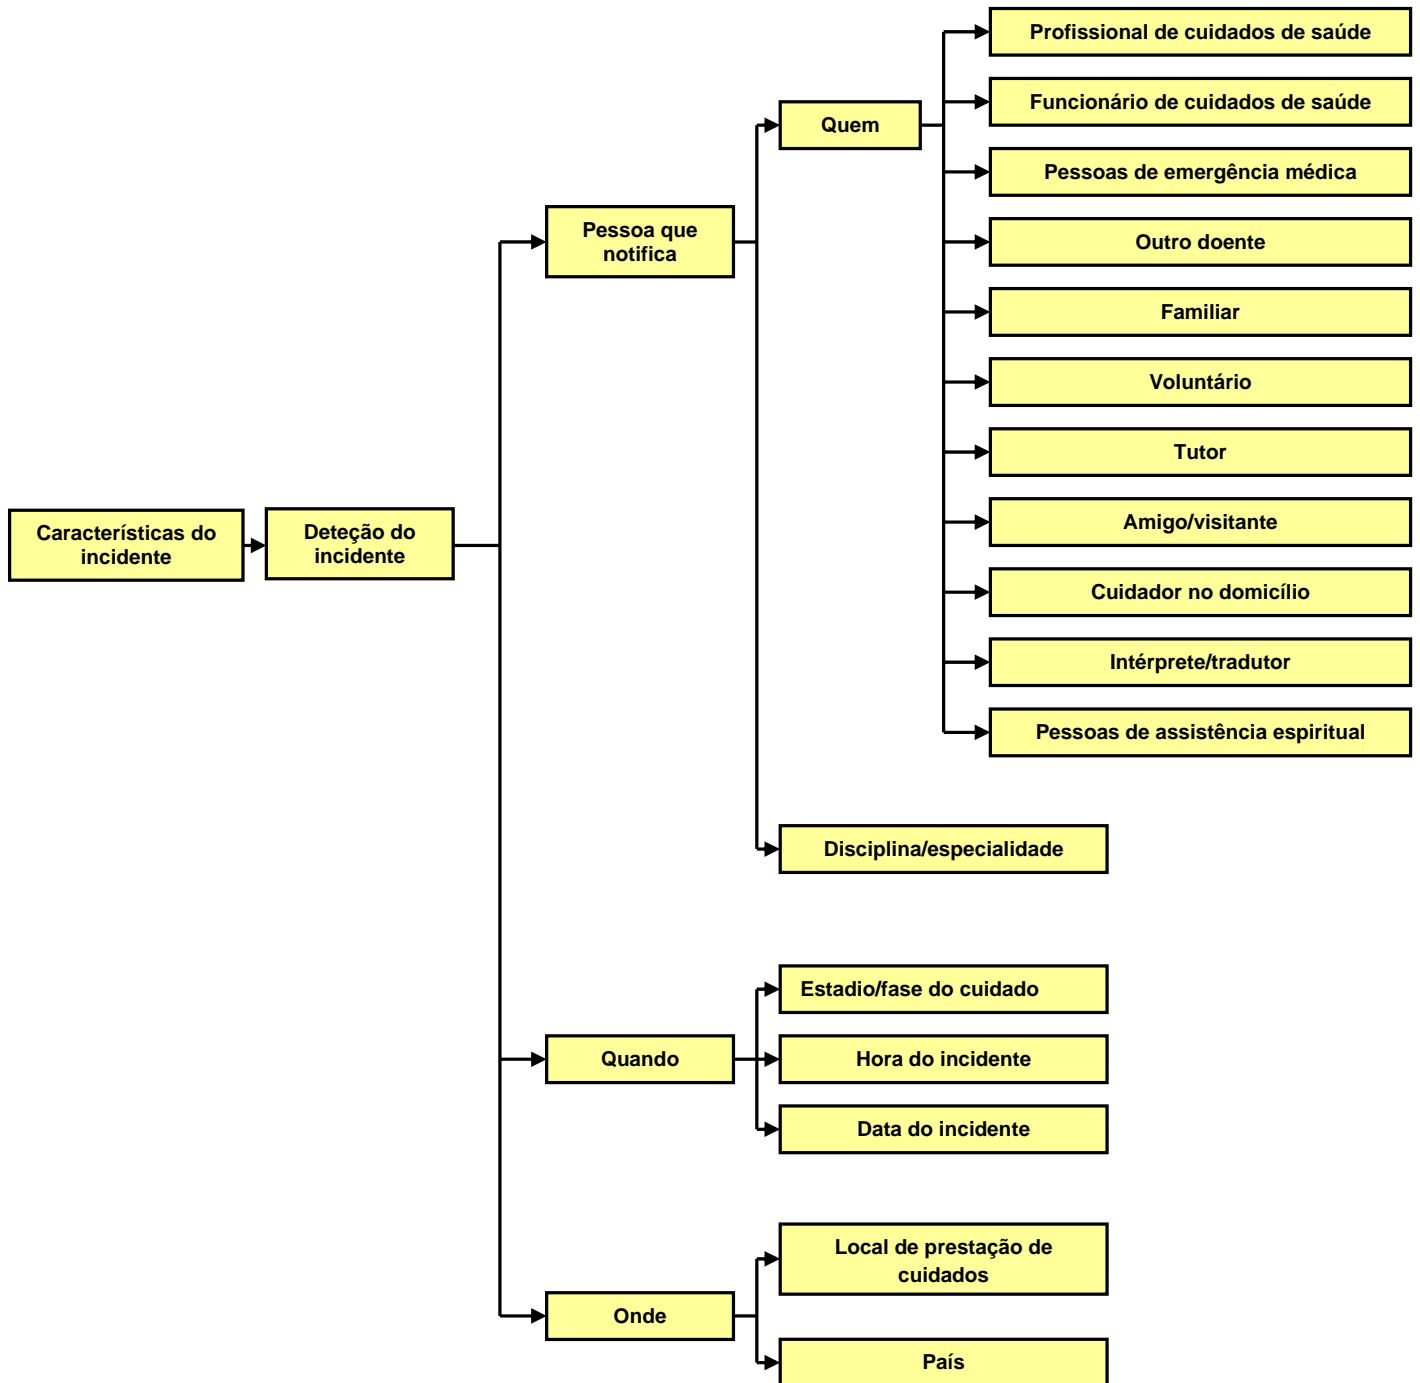 Profissional de cuidados de saúde
Funcionário de cuidados de saúde
Quem
Pessoas de emergência médica
Pessoa que
notifica
Outro doente
Familiar
Voluntário
Tutor
Características do
incidente
Deteção do
incidente
Amigo/visitante
Cuidador no domicílio
Intérprete/tradutor
Pessoas de assistência espiritual
Disciplina/especialidade
Estadio/fase do cuidado
Quando
Hora do incidente
Data do incidente
Local de prestação de
cuidados
Onde
País